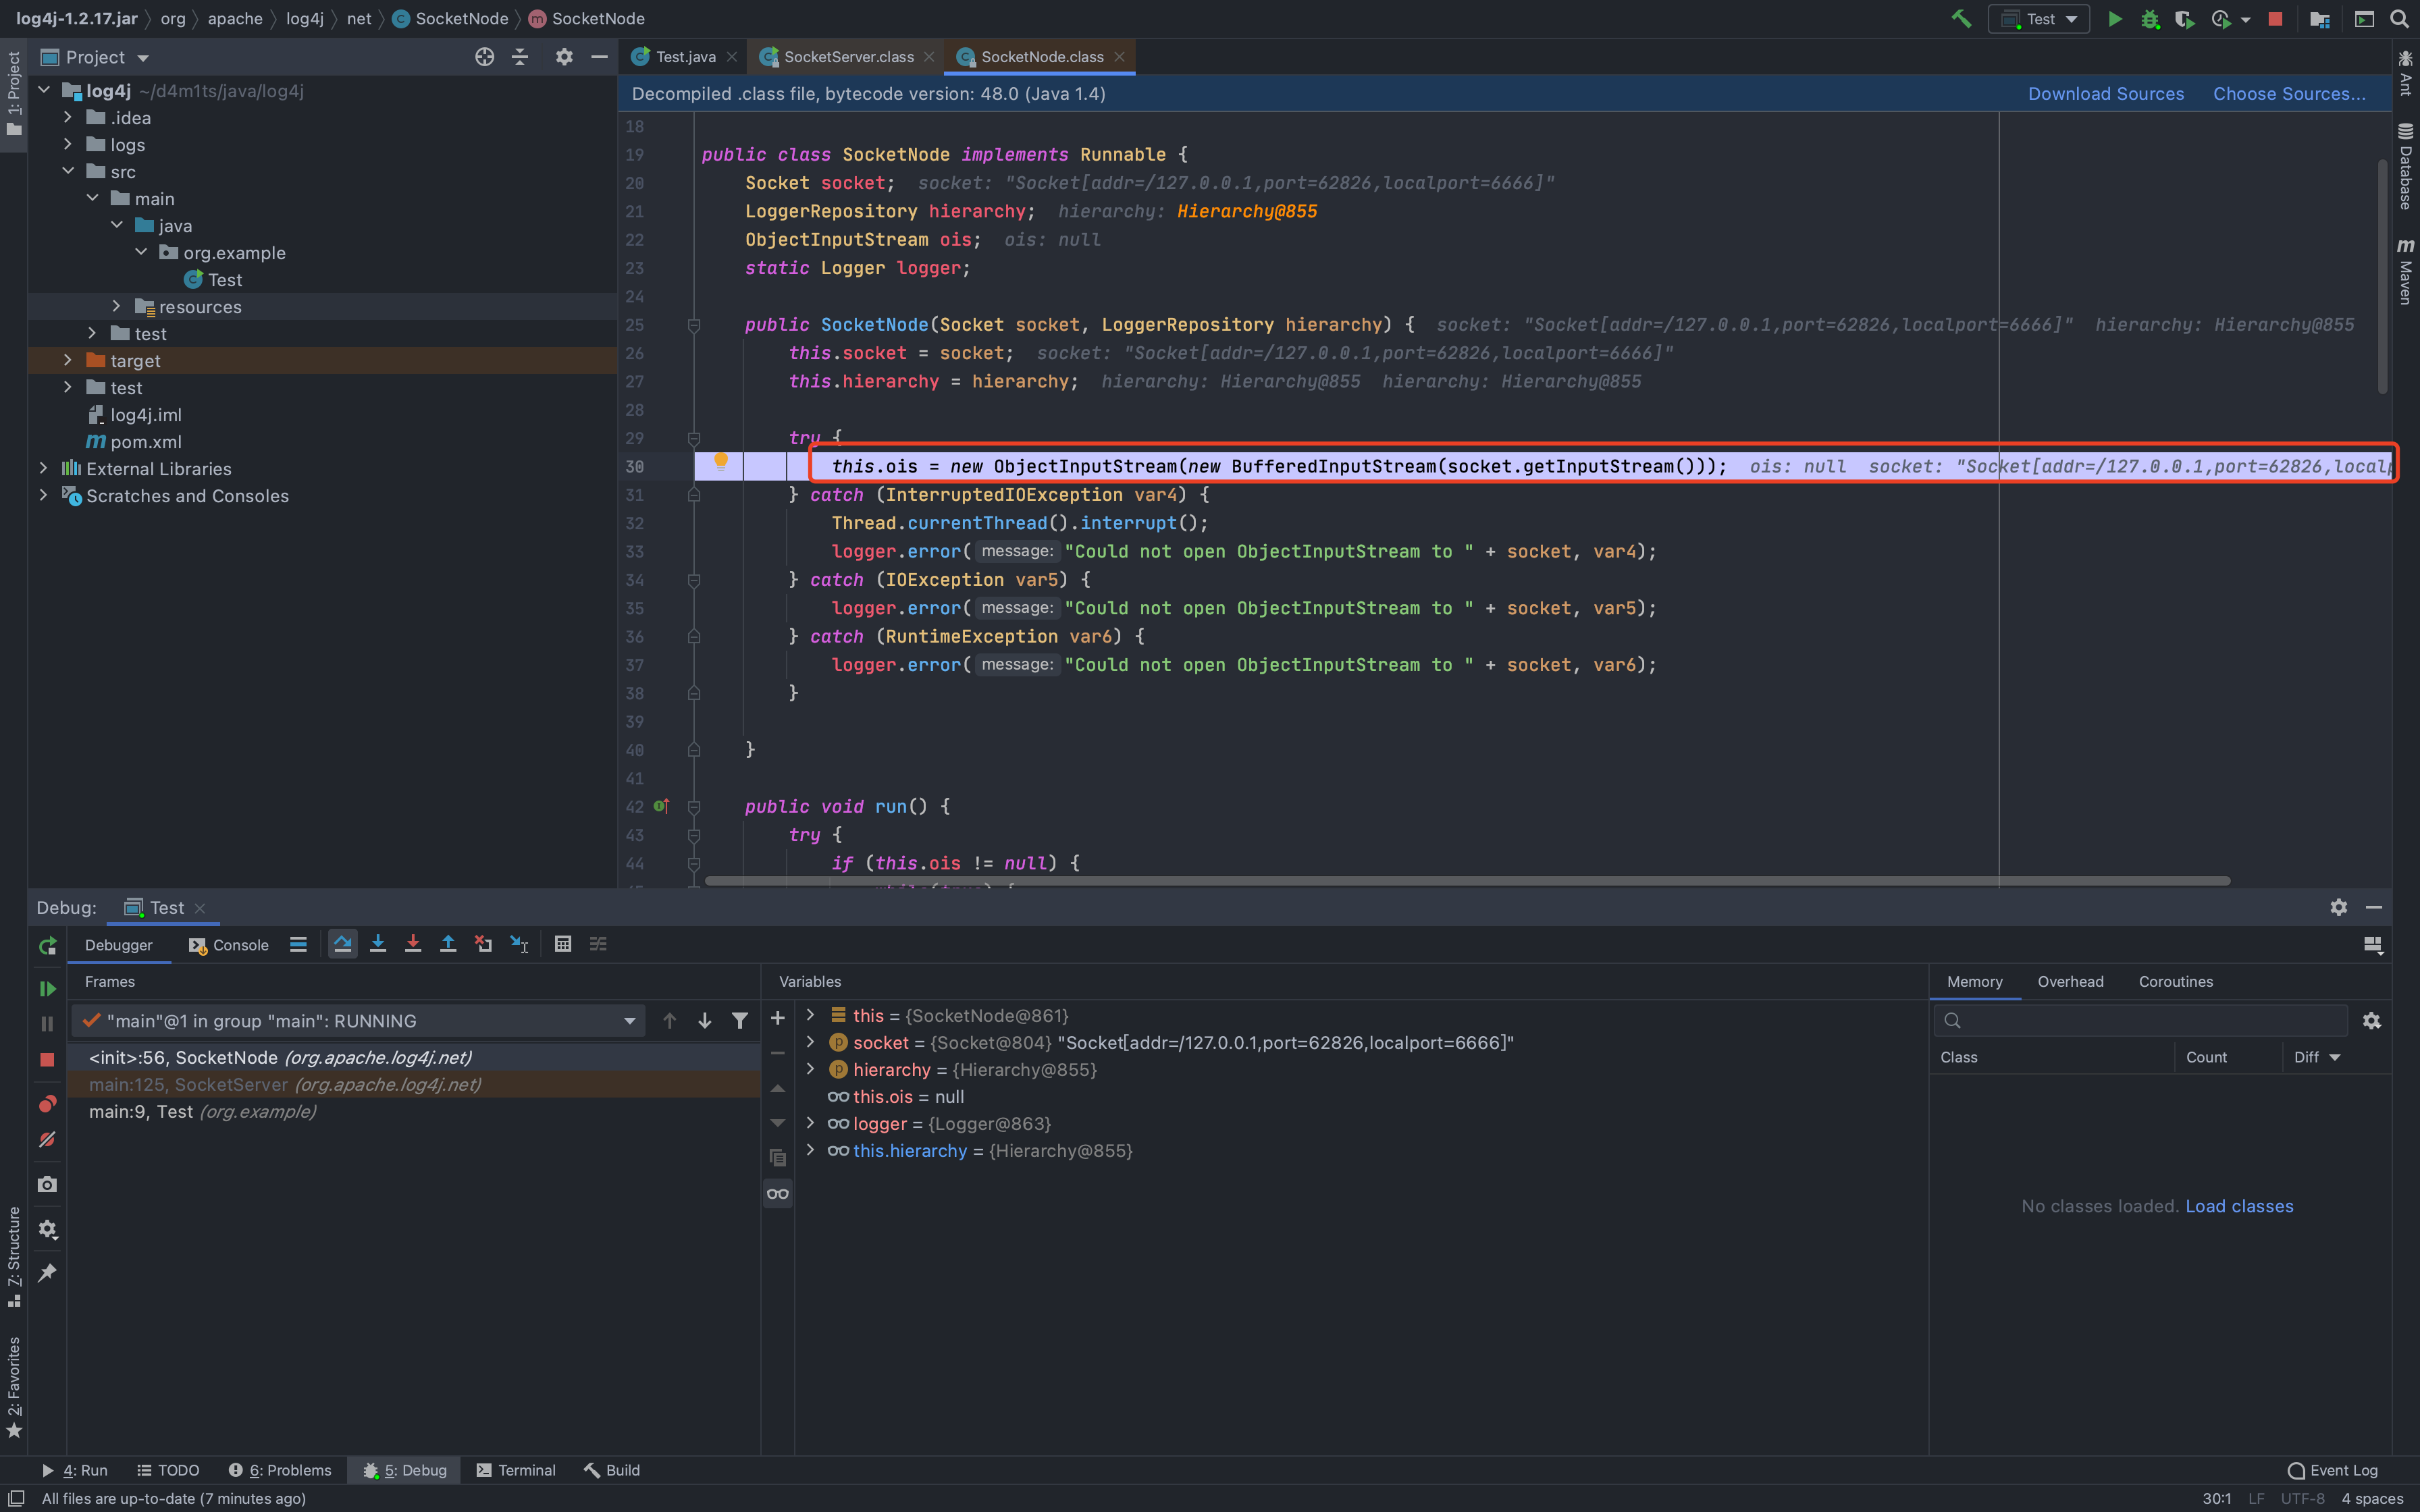 log4j-1.2.17.jar org apache log4j net SocketNode SocketNode
Test
1: Project
Project
log4j ~/d4m1ts/java/log4j
.idea
logs
src
main
java
org.example
Test
resources
test
target
test
log4j.iml
pom.xml
External Libraries
Scratches and Consoles
Test.java SocketServer.class SocketNode.class
Decompiled .class file, bytecode version: 48.0 (Java 1.4) Download Sources Choose Sources...
18
19 public class SocketNode implements Runnable {
20 Socket socket; socket: "Socket[addr=/127.0.0.1,port=62826,localport=6666]"
21 LoggerRepository hierarchy; hierarchy: Hierarchy@855
22 ObjectInputStream ois; ois: null
23 static Logger logger;
24
25 public SocketNode(Socket socket, LoggerRepository hierarchy) { socket: "Socket[addr=/127.0.0.1,port=62826,localport=6666]" hierarchy: Hierarchy@855
26 this.socket = socket; socket: "Socket[addr=/127.0.0.1,port=62826,localport=6666]"
27 this.hierarchy = hierarchy; hierarchy: Hierarchy@855 hierarchy: Hierarchy@855
28
29 try {
30 this.ois = new ObjectInputStream(new BufferedInputStream(socket.getInputStream())); ois: null socket: "Socket[addr=/127.0.0.1,port=62826,localp
31 } catch (InterruptedIOException var4) {
32 Thread.currentThread().interrupt();
33 logger.error( message: "Could not open ObjectInputStream to " + socket, var4);
34 } catch (IOException var5) {
35 logger.error( message: "Could not open ObjectInputStream to " + socket, var5);
36 } catch (RuntimeException var6) {
37 logger.error( message: "Could not open ObjectInputStream to " + socket, var6);
38 }
39
40 }
41
42 public void run() {
43 try {
44 if (this.ois != null) {
Ant
Database
m Maven
Debug: Test
Debugger Console
Frames
"main"@1 in group "main": RUNNING
<init>:56, SocketNode (org.apache.log4j.net)
main:125, SocketServer (org.apache.log4j.net)
main:9, Test (org.example)
Variables
this = {SocketNode@861}
socket = {Socket@804} "Socket[addr=/127.0.0.1,port=62826,localport=6666]"
hierarchy = {Hierarchy@855}
this.ois = null
logger = {Logger@863}
this.hierarchy = {Hierarchy@855}
Memory Overhead Coroutines
Class Count Diff
No classes loaded. Load classes
7: Structure
2: Favorites
4: Run TODO 6: Problems 5: Debug Terminal Build Event Log
All files are up-to-date (7 minutes ago) 30:1 LF UTF-8 4 spaces